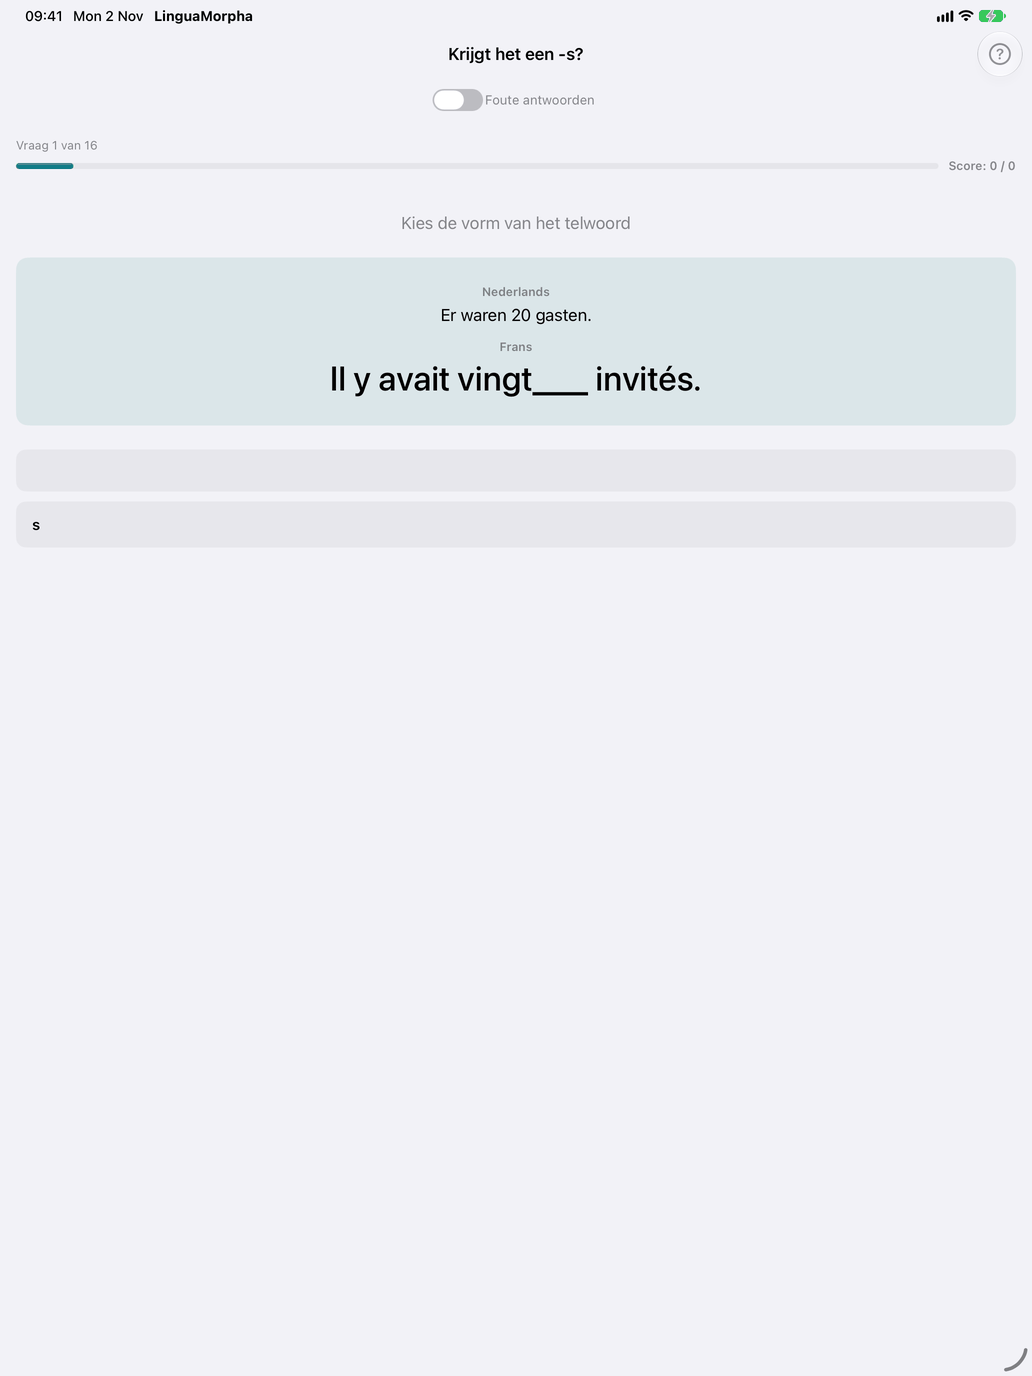 09:41 Mon 2 Nov LinguaMorpha
Krijgt het een -s?
Foute antwoorden
Vraag 1 van 16
Score: 0 / 0
Kies de vorm van het telwoord
Nederlands
Er waren 20 gasten.
Frans
Il y avait vingt____ invités.
s